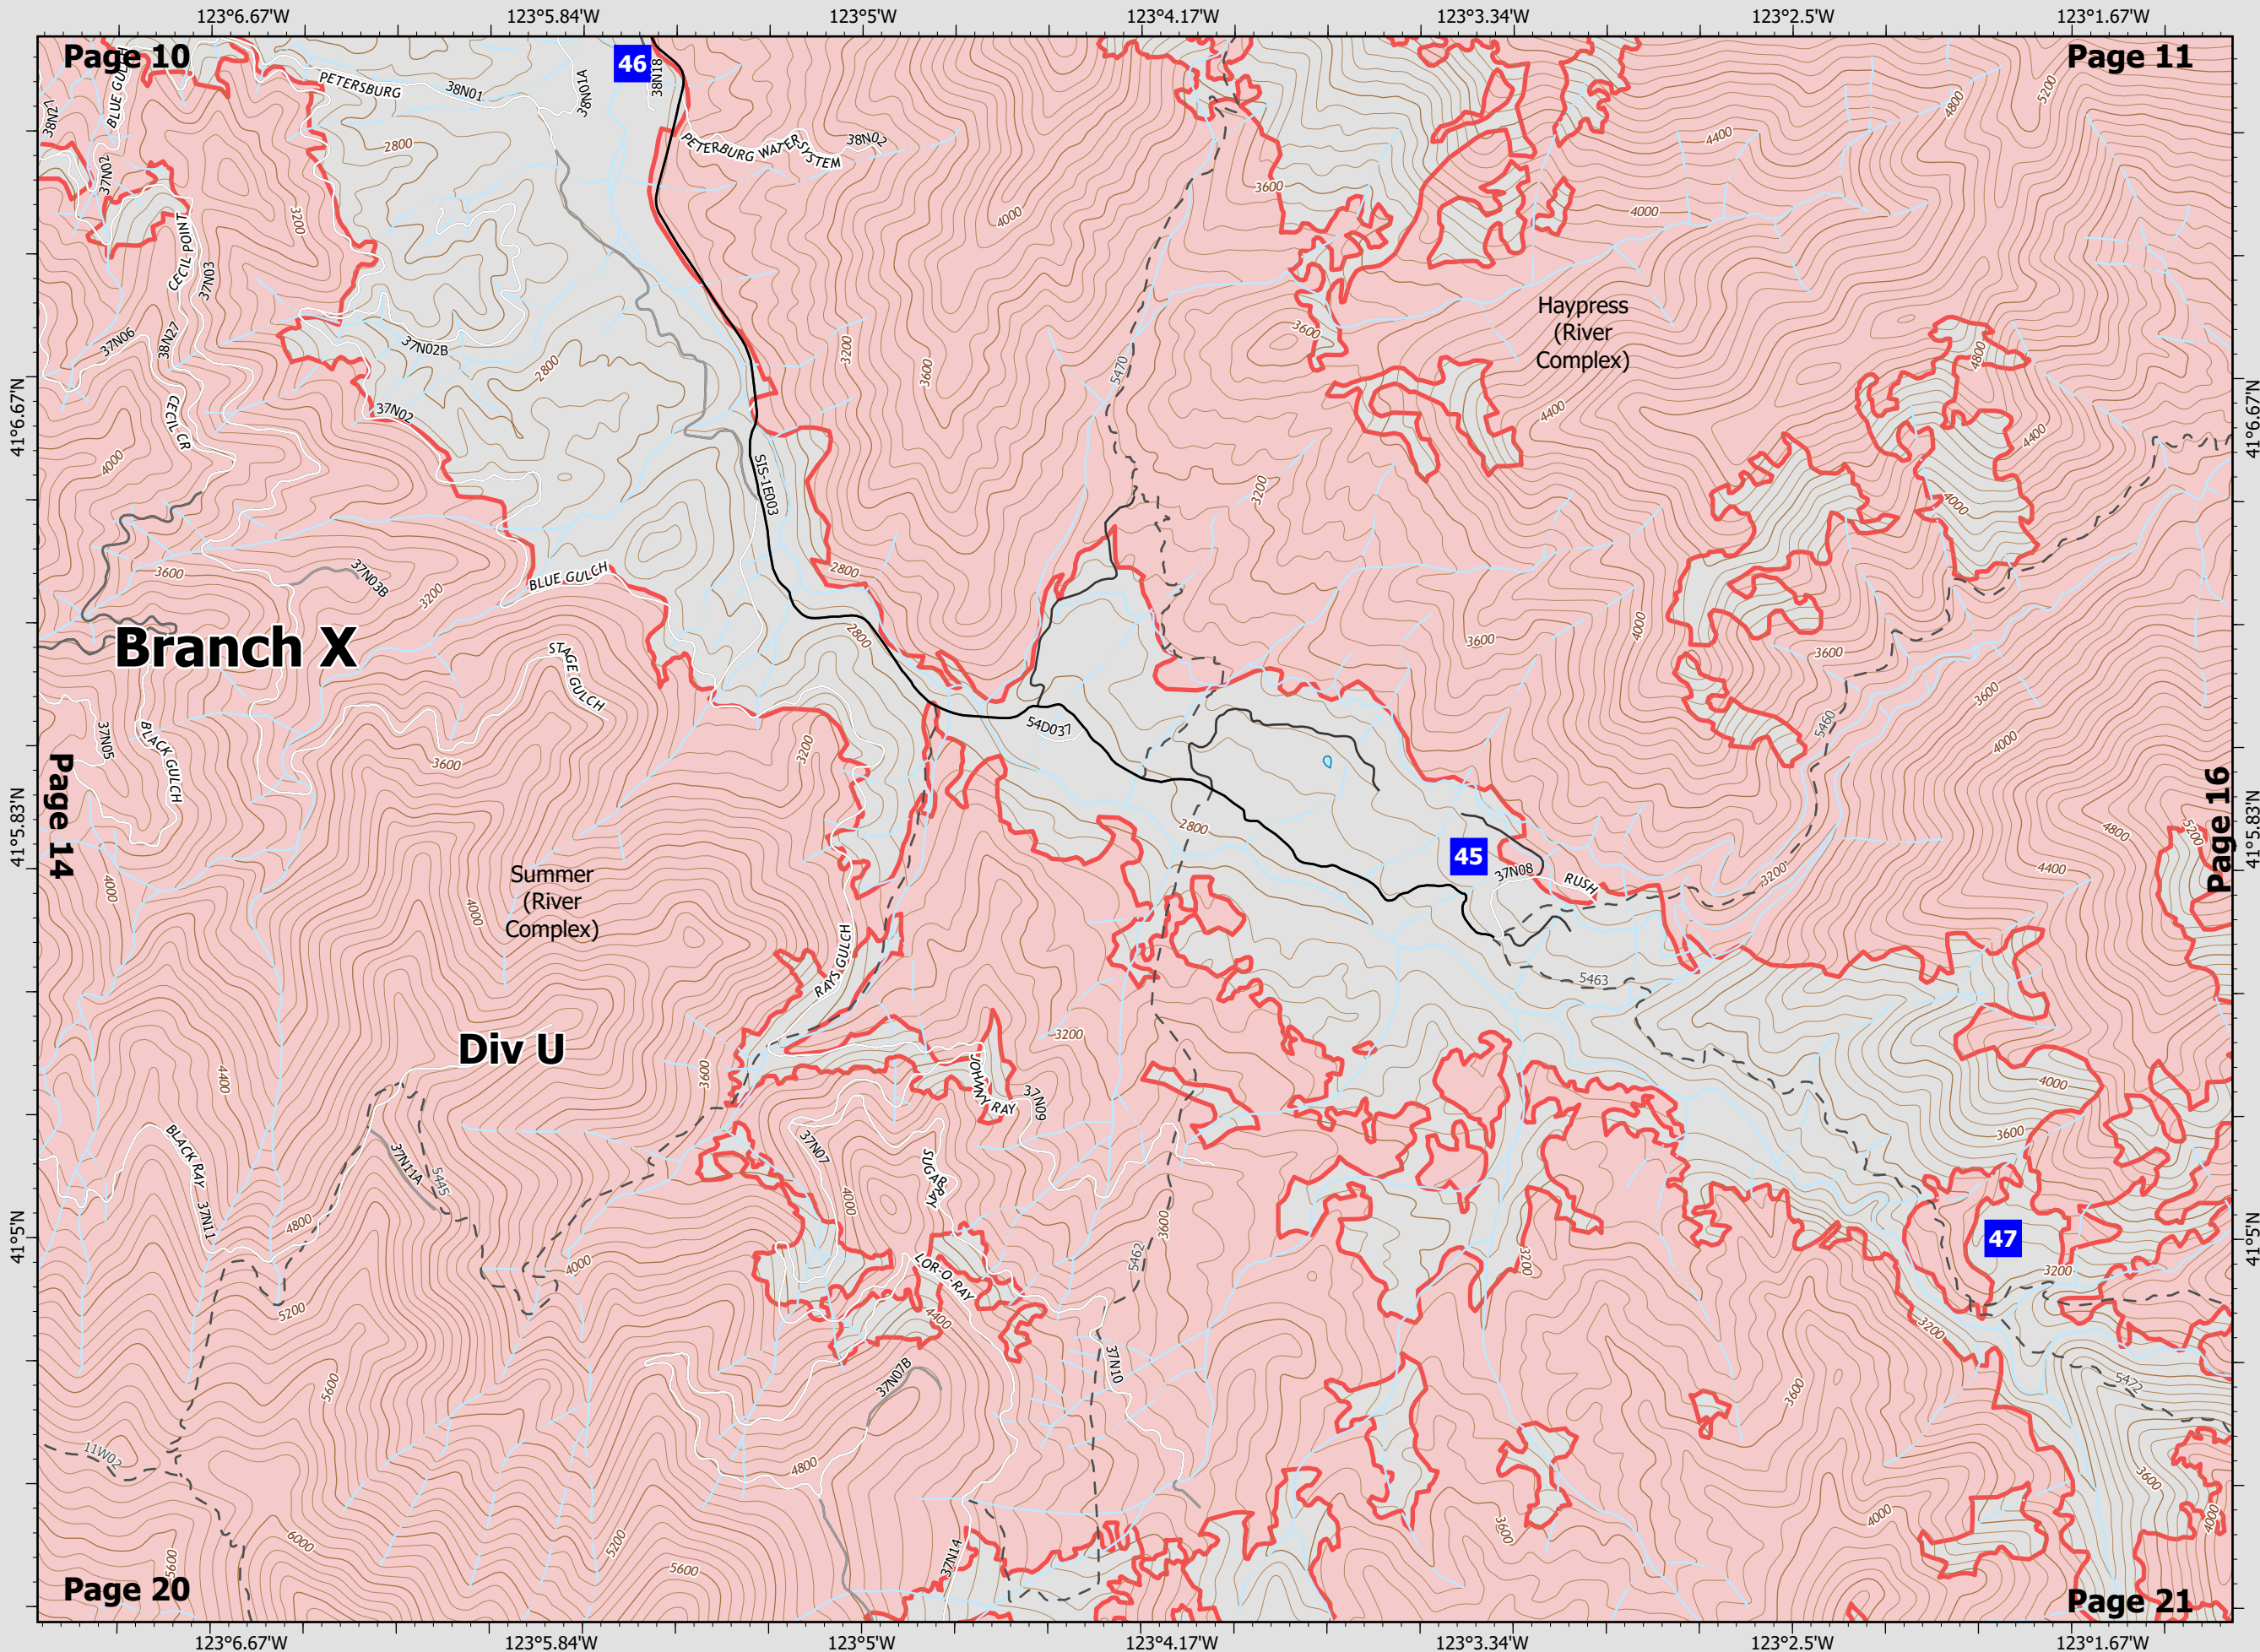 123°6.67'W
123°5.84'W
123°5'W
123°4.17'W
123°3.34'W
123°2.5'W
123°1.67'W
Page 10
Page 11
46
38N18
PETERSBURG
38N01
38N01A
BLUE GULCH
38N21
37N02
PETERBURG WATER SYSTEM
38N02
2800
3200
3600
4000
4400
4800
5200
4000
3600
CECIL POINT
37N03
38N27
37N06
37N02B
2800
3200
3600
5470
Haypress
(River
Complex)
3600
4400
4800
4400
4000
41°6.67'N
41°6.67'N
37N02
CECIL CR
4000
SIS-1E003
3200
2800
3600
37N03B
3200
BLUE GULCH
Branch X
2800
3600
4000
3600
3600
STAGE GULCH
37N05
BLACK GULCH
3600
3200
54D037
5460
4000
Page 14
Page 16
41°5.83'N
41°5.83'N
2800
4800
5200
4400
45
37N08
RUSH
3200
4000
Summer
(River
Complex)
4000
RAYS GULCH
5463
Div U
3200
3600
4400
JOHNNY RAY
37N09
4000
3600
BLACK RAY
37N11A
5445
37N07
SUGAR RAY
4000
37N11
4800
3600
5462
41°5'N
41°5'N
47
3200
3200
4000
LOR-O-RAY
4400
5200
3200
37N10
37N07B
5600
3600
5472
11W02
4800
3600
4000
4000
3600
6000
5200
5600
5600
37N14
Page 20
Page 21
123°6.67'W
123°5.84'W
123°5'W
123°4.17'W
123°3.34'W
123°2.5'W
123°1.67'W